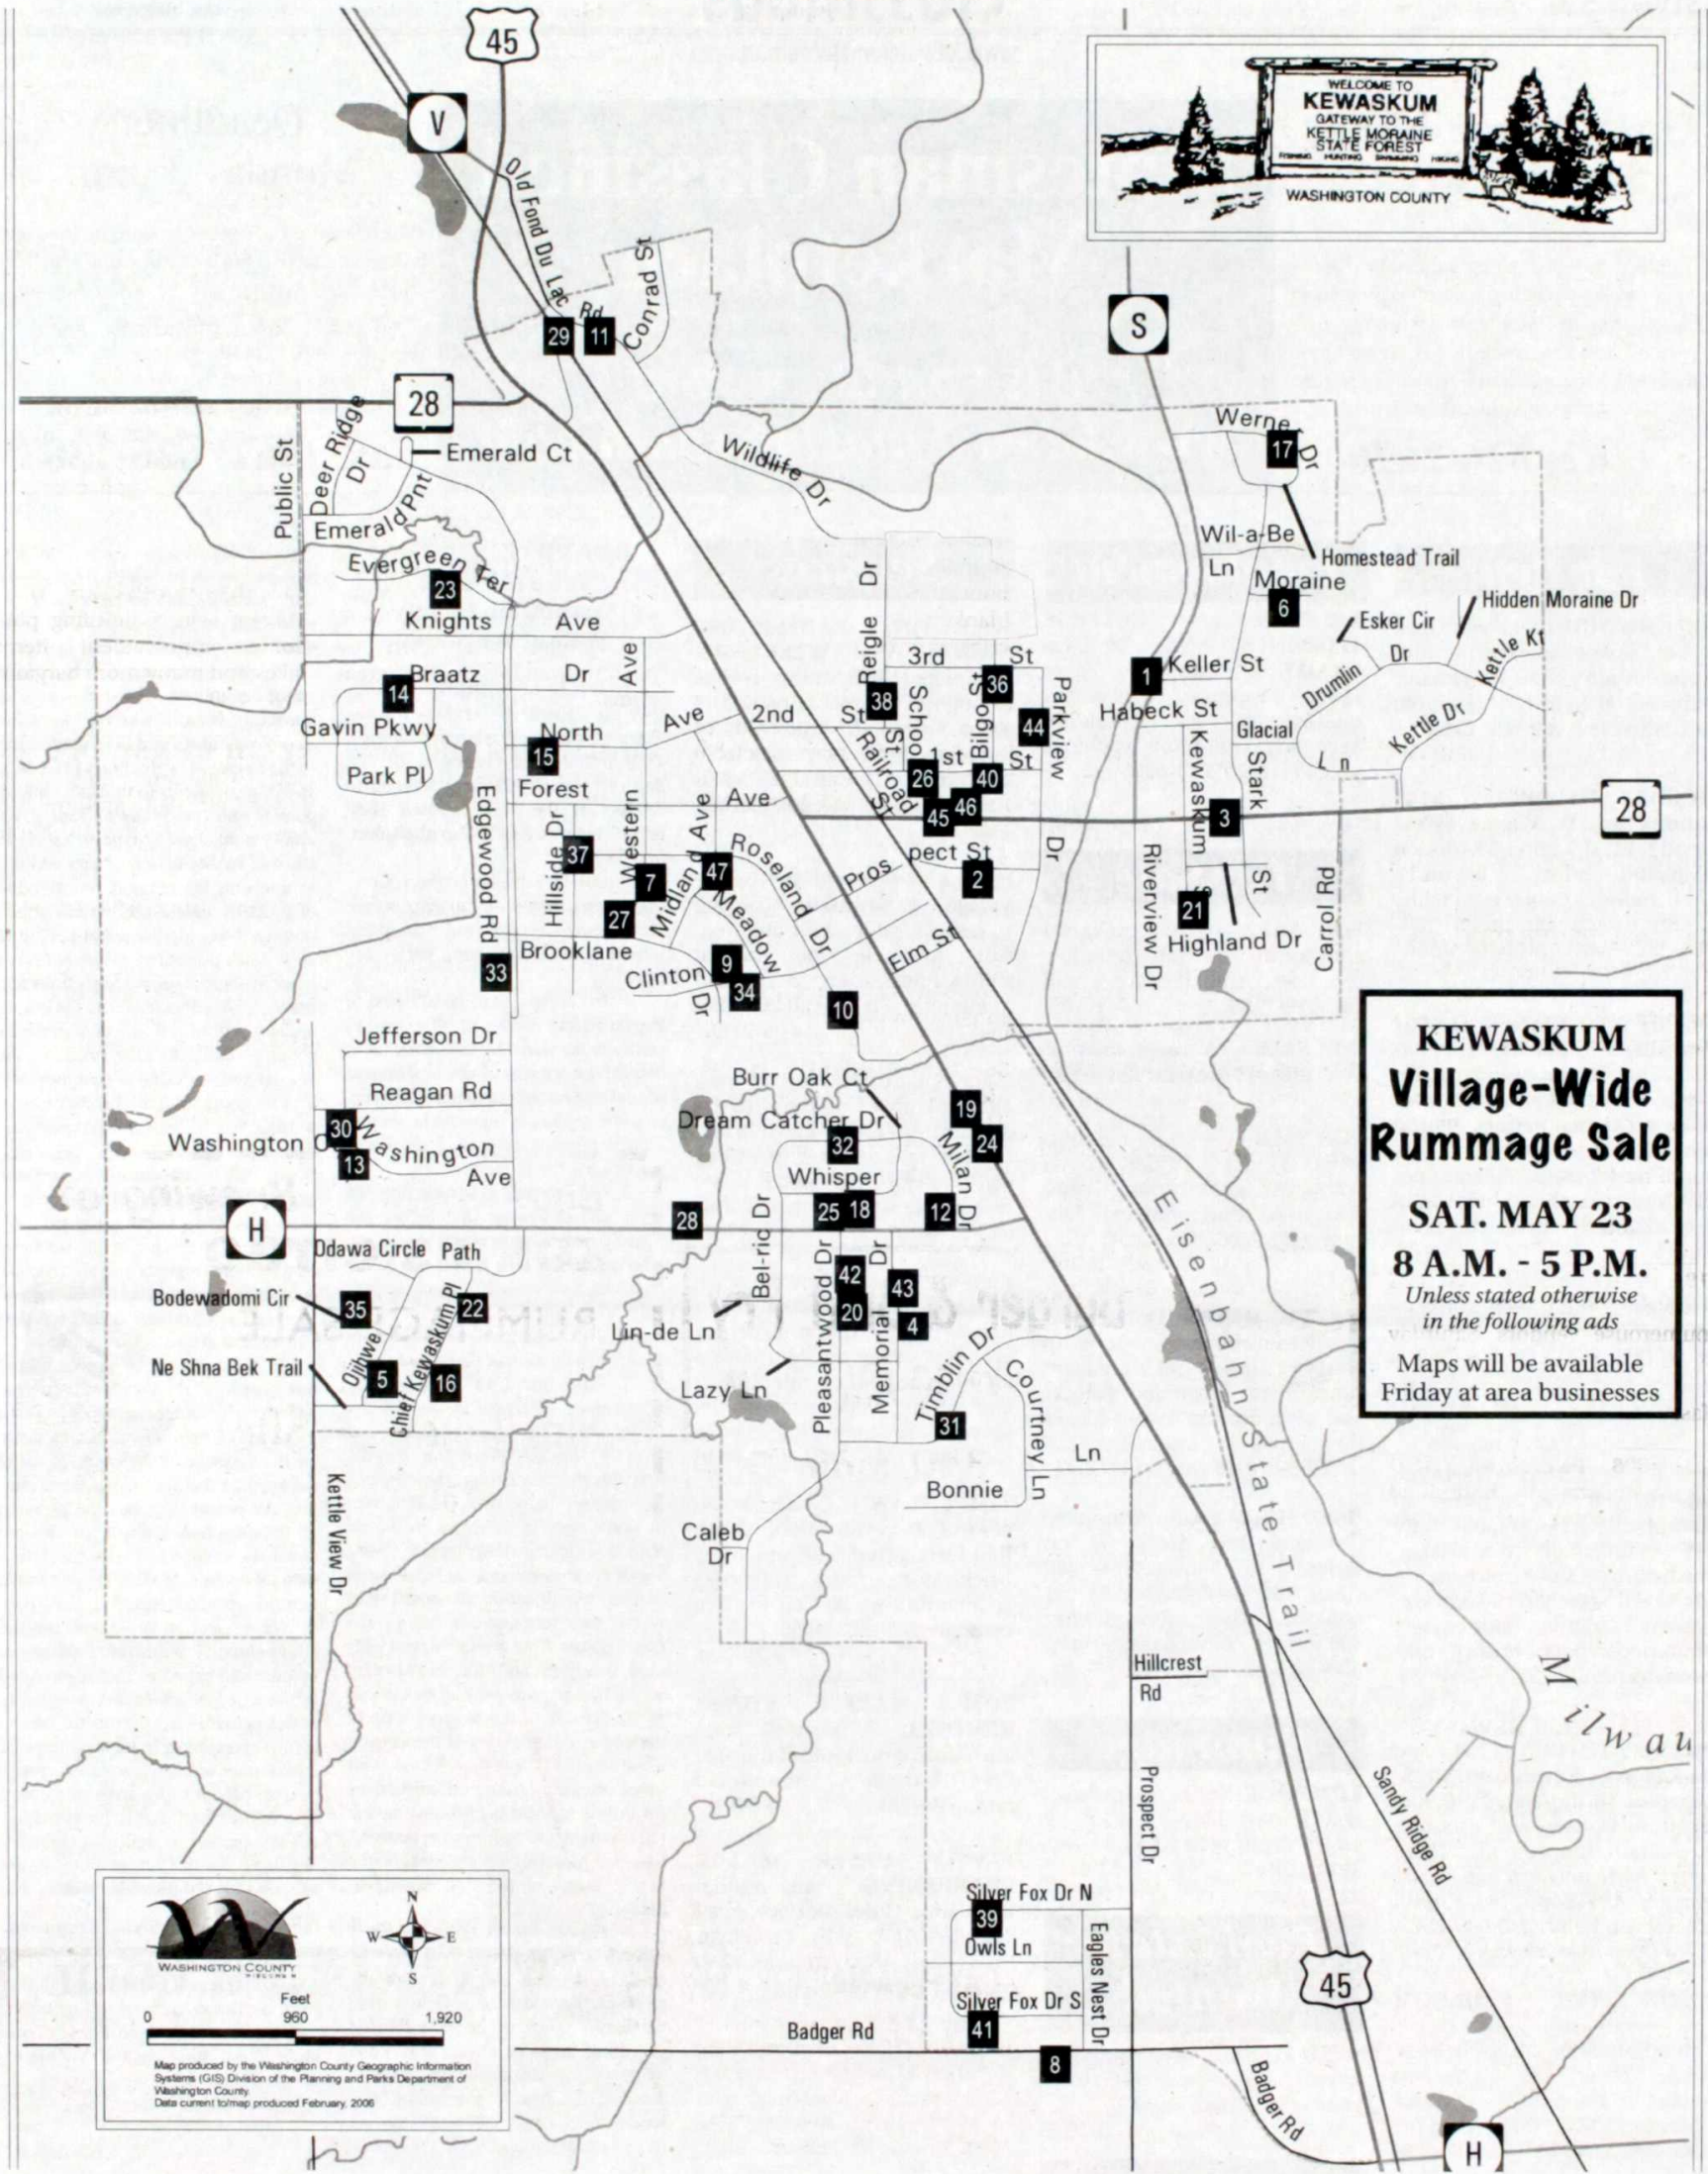 45
V
WELCOME TO
KEWASKUM
GATEWAY TO THE
KETTLE MORAINE
STATE FOREST
FISHING HUNTING SWIMMING HIKING
WASHINGTON COUNTY
Old Fond Du Lac Rd
Conrad St
29
11
S
28
Public St
Deer Ridge Dr
Emerald Ct
Emerald Pnt
Wildlife Dr
Werner Dr
17
Wil-a-Be
Ln
Homestead Trail
Evergreen Ter
23
Moraine
6
Hidden Moraine Dr
Esker Cir
Knights Ave
Braatz Dr
14
Gavin Pkwy
Park Pl
Ave
Reigle Dr
3rd St
36
38
44
Parkview Dr
1
Keller St
Habeck St
Drumlin Dr
Kettle Kt
Kettle Dr
Glacial Ln
North Ave
15
2nd St
School St
Bilgo St
Railroad St
1st St
26
40
46
45
Kewaskum S
Stark St
3
28
Forest Ave
Edgewood Rd
Hillside Dr
37
Western
7
27
Midland Ave
47
Roseland Dr
Meadow
Prospect St
2
Riverview Dr
21
Highland Dr
Carrol Rd
Elm St
Brooklane
33
Clinton Dr
9
34
10
KEWASKUM
Village-Wide
Rummage Sale
SAT. MAY 23
8 A.M. - 5 P.M.
Unless stated otherwise
in the following ads
Maps will be available
Friday at area businesses
Jefferson Dr
Reagan Rd
Burr Oak Ct
Dream Catcher Dr
19
24
Milan Dr
32
Washington
30
13
Washington Ave
Whisper
25
18
12
28
H
Odawa Circle Path
Bodewadomi Cir
35
22
Ojibwe
Chief Kewaskum Pl
Ne Shna Bek Trail
5
16
Bel-ric Dr
Lin-de Ln
Lazy Ln
Pleasantwood Dr
42
20
Memorial Dr
43
4
Timblin Dr
31
Courtney Ln
Bonnie Ln
Eisenbahn State Trail
Kettle View Dr
Caleb
Dr
Hillcrest
Rd
Milwau
Prospect Dr
Sandy Ridge Rd
WASHINGTON COUNTY
WISCONSIN
N
W
E
S
Feet
0 960 1,920
Map produced by the Washington County Geographic Information
Systems (GIS) Division of the Planning and Parks Department of
Washington County.
Data current to/map produced February, 2006
Silver Fox Dr N
39
Owls Ln
Eagles Nest Dr
Silver Fox Dr S
41
Badger Rd
8
45
Badger Rd
H